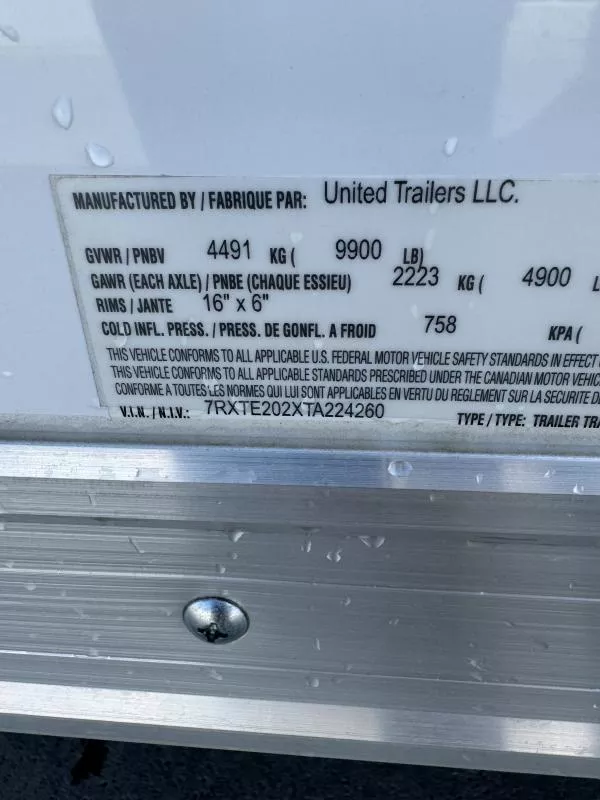 MANUFACTURED BY / FABRIQUE PAR: United Trailers LLC.
GVWR / PNBV 4491 KG ( 9900 LB)
GAWR (EACH AXLE) / PNBE (CHAQUE ESSIEU) 2223 KG ( 4900
RIMS / JANTE 16" x 6"
COLD INFL. PRESS. / PRESS. DE GONFL. A FROID 758 KPA (
THIS VEHICLE CONFORMS TO ALL APPLICABLE U.S. FEDERAL MOTOR VEHICLE SAFETY STANDARDS IN EFFECT
THIS VEHICLE CONFORMS TO ALL APPLICABLE STANDARDS PRESCRIBED UNDER THE CANADIAN MOTOR VEHIC
CONFORME A TOUTES LES NORMES QUI LUI SONT APPLICABLES EN VERTU DU REGLEMENT SUR LA SECURITE D
V.I.N. / N.I.V.: 7RXTE202XTA224260 TYPE / TYPE: TRAILER TRA